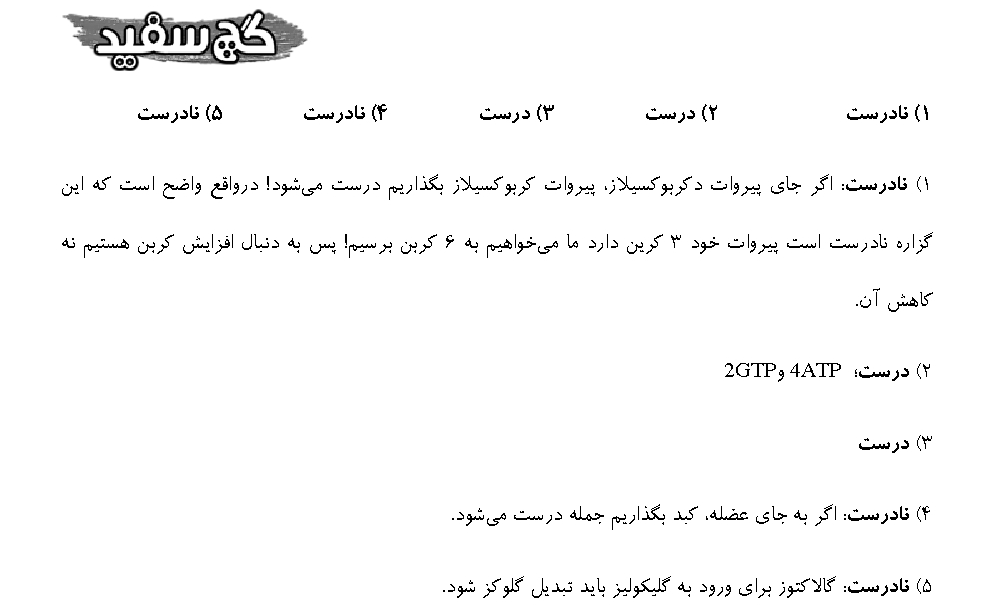 گچ سفید
۱) نادرست ۲) درست ۳) درست ۴) نادرست ۵) نادرست
۱) نادرست: اگر جای پیروات دکربوکسیلاز، پیروات کربوکسیلاز بگذاریم درست می‌شود! درواقع واضح است که این
گزاره نادرست است پیروات خود ۳ کرین دارد ما می‌خواهیم به ۶ کربن برسیم! پس به دنبال افزایش کربن هستیم نه
کاهش آن.
۲) درست؛ 4ATP و2GTP
۳) درست
۴) نادرست: اگر به جای عضله، کبد بگذاریم جمله درست می‌شود.
۵) نادرست: گالاکتوز برای ورود به گلیکولیز باید تبدیل گلوکز شود.